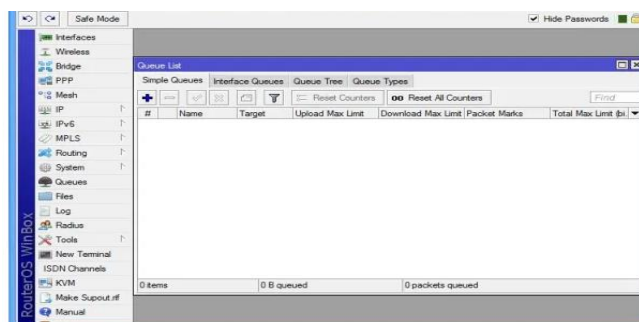 Safe Mode
Hide Passwords
Interfaces
Wireless
Bridge
PPP
Mesh
IP
IPv6
MPLS
Routing
System
Queues
Files
Log
Radius
Tools
New Terminal
ISDN Channels
KVM
Make Supout.rif
Manual
RouterOS WinBox
Queue List
Simple Queues Interface Queues Queue Tree Queue Types
Reset Counters 00 Reset All Counters Find
# Name Target Upload Max Limit Download Max Limit Packet Marks Total Max Limit (bi..
0 items 0 B queued 0 packets queued